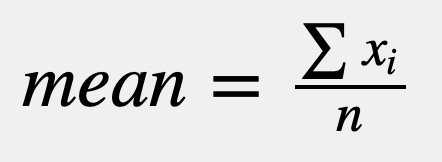 mean = ∑ xᵢ / n